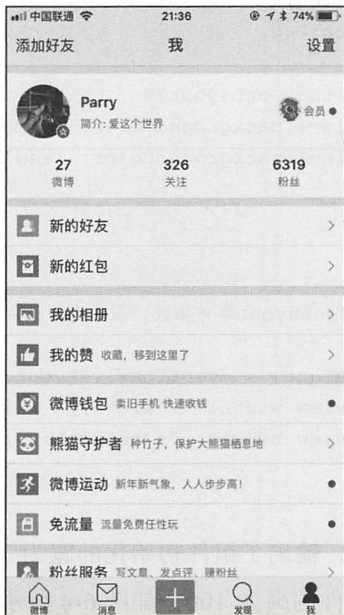 中国联通 21:36 74%
添加好友 我 设置
Parry
简介: 爱这个世界
会员
27 326 6319
微博 关注 粉丝
新的好友
新的红包
我的相册
我的赞 收藏，移到这里了
微博钱包 卖旧手机 快速收钱
熊猫守护者 种竹子，保护大熊猫栖息地
微博运动 新年新气象，人人步步高！
免流量 流量免费任性玩
粉丝服务 写文章、发点评、赚粉丝
微博 消息 发现 我